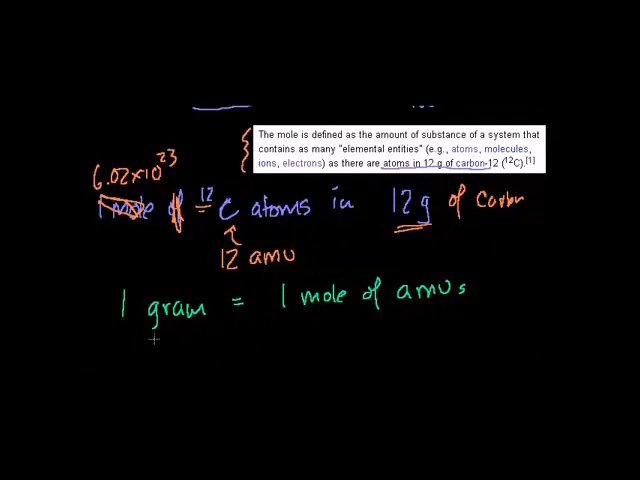 The mole is defined as the amount of substance of a system that
contains as many "elemental entities" (e.g., atoms, molecules,
ions, electrons) as there are atoms in 12 g of carbon-12 (¹²C).[1]
6.02×10²³
1 mole of ¹²C atoms in 12g of carbon
12 amu
1 gram = 1 mole of amus